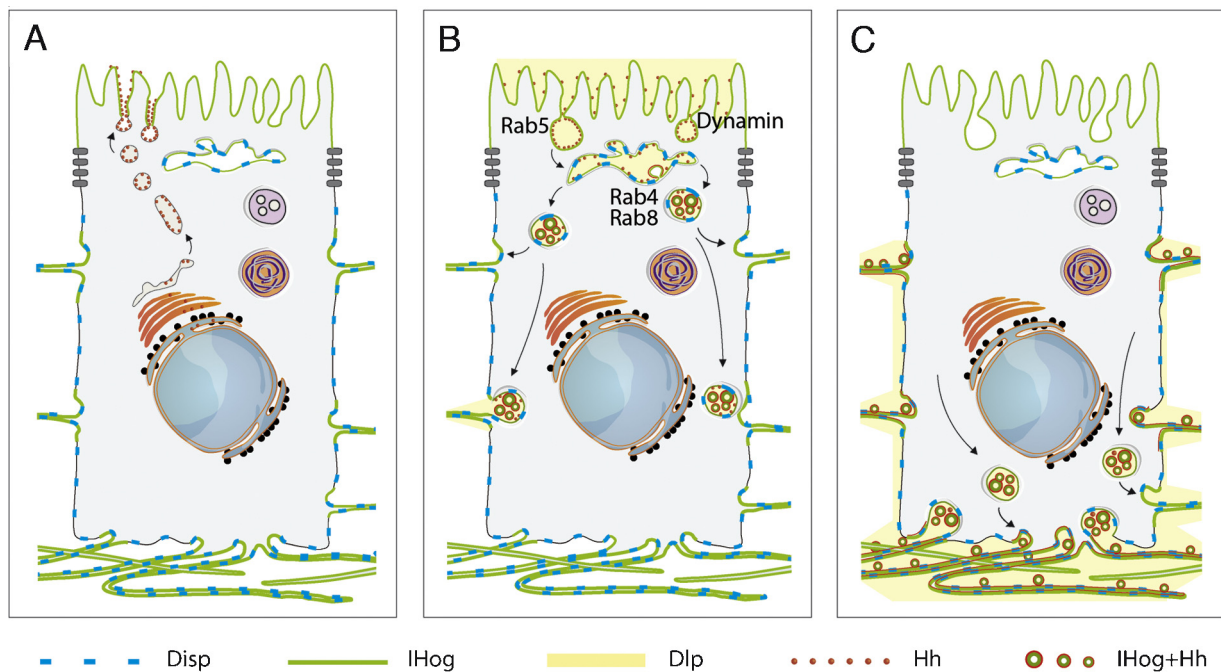 A
B
C
Rab5
Dynamin
Rab4
Rab8
Disp
IHog
Dlp
Hh
IHog+Hh